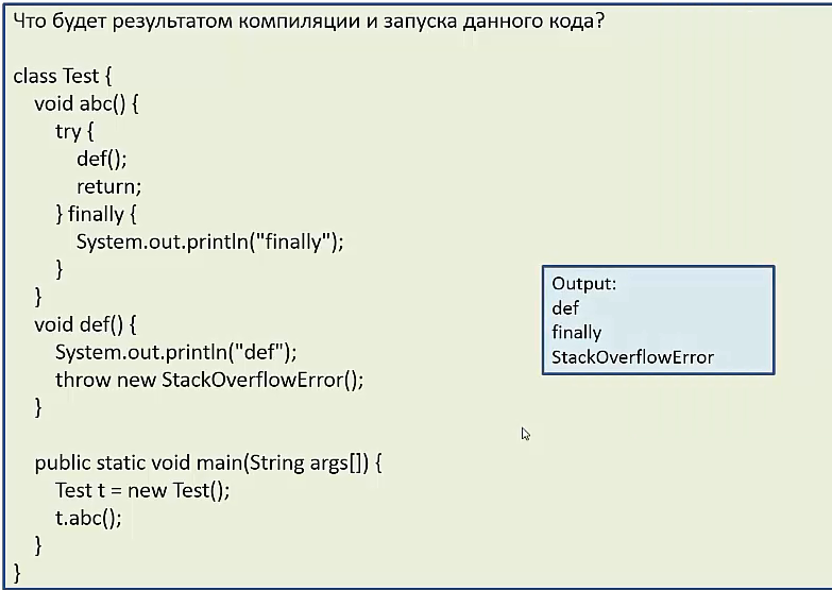 Что будет результатом компиляции и запуска данного кода?
class Test {
void abc() {
try {
def();
return;
} finally {
System.out.println("finally");
}
}
void def() {
System.out.println("def");
throw new StackOverflowError();
}
public static void main(String args[]) {
Test t = new Test();
t.abc();
}
}
Output:
def
finally
StackOverflowError